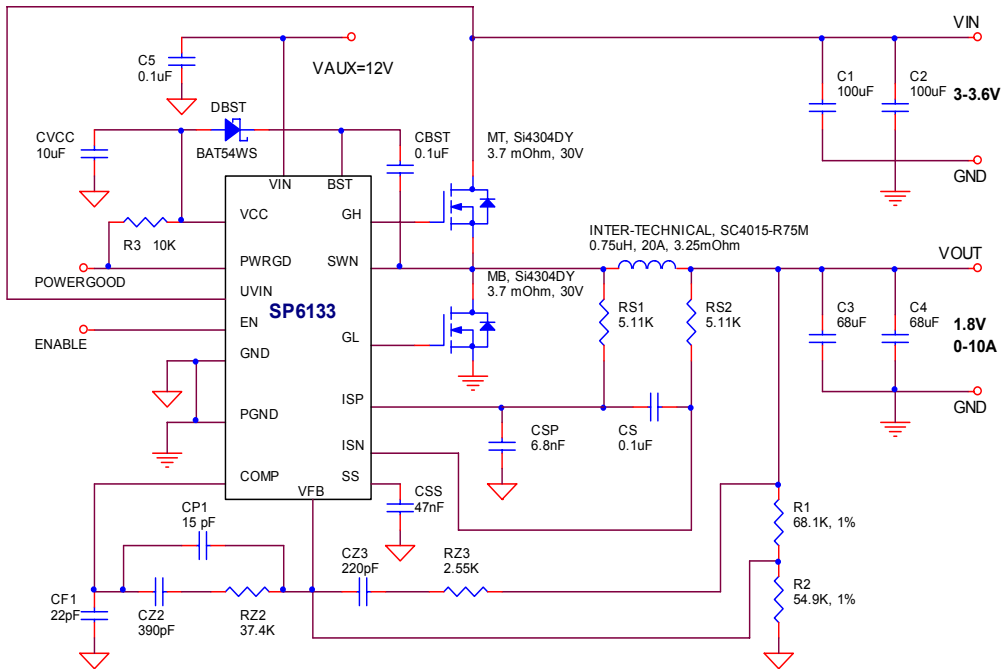 VIN
C5
0.1uF
VAUX=12V
C1
100uF
C2
100uF
3-3.6V
DBST
BAT54WS
CVCC
10uF
CBST
0.1uF
MT, Si4304DY
3.7 mOhm, 30V
GND
VIN
BST
VCC
GH
R3 10K
INTER-TECHNICAL, SC4015-R75M
0.75uH, 20A, 3.25mOhm
VOUT
PWRGD
SWN
POWERGOOD
UVIN
MB, Si4304DY
3.7 mOhm, 30V
SP6133
RS1
5.11K
RS2
5.11K
C3
68uF
C4
68uF
1.8V
0-10A
EN
ENABLE
GL
GND
ISP
GND
PGND
CSP
6.8nF
CS
0.1uF
ISN
COMP
SS
VFB
CSS
47nF
R1
68.1K, 1%
CP1
15 pF
CZ3
220pF
RZ3
2.55K
R2
54.9K, 1%
CF1
22pF
CZ2
390pF
RZ2
37.4K